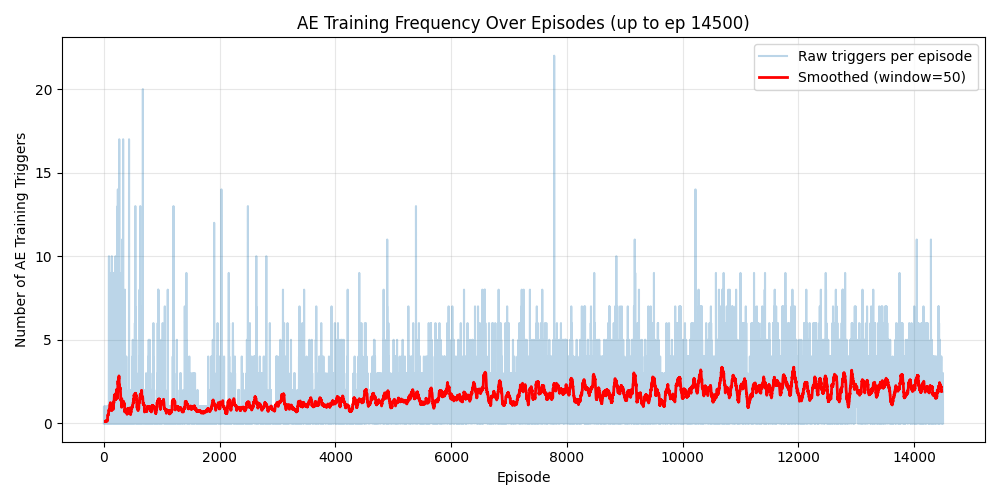 AE Training Frequency Over Episodes (up to ep 14500)
Raw triggers per episode
Smoothed (window=50)
Number of AE Training Triggers
20
15
10
5
0
0 2000 4000 6000 8000 10000 12000 14000
Episode